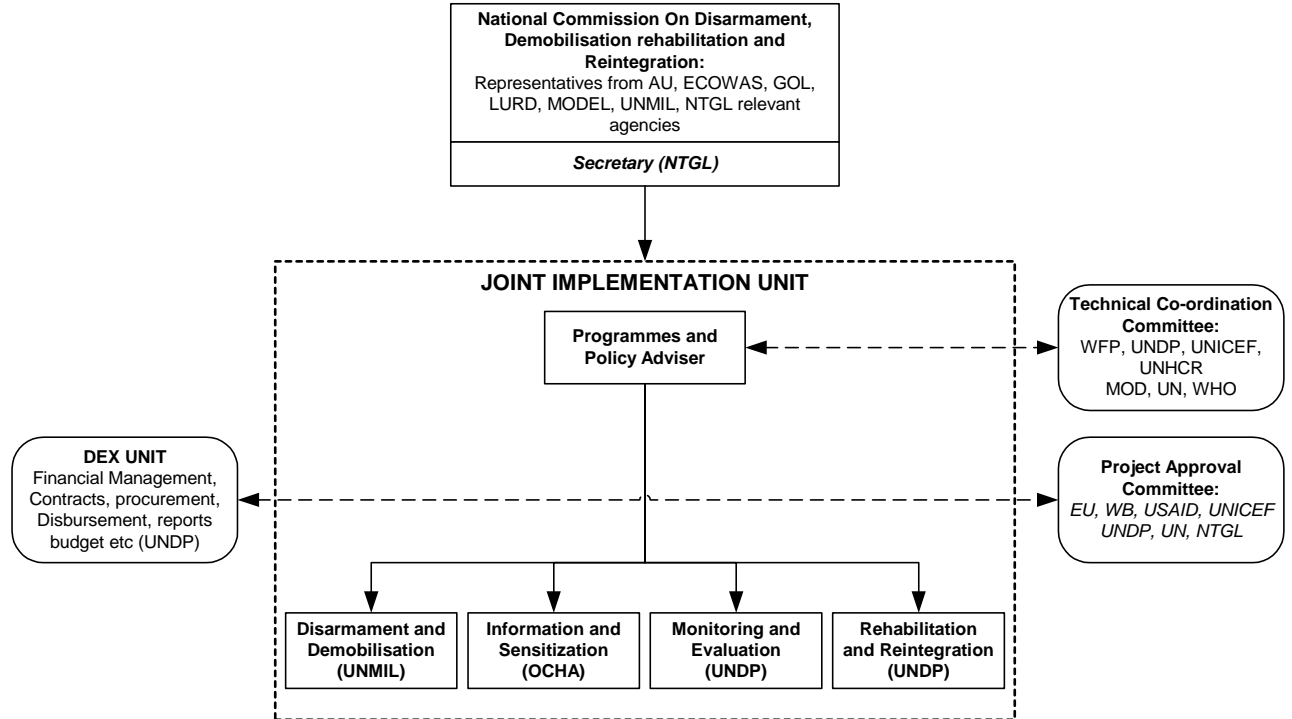 National Commission On Disarmament,
Demobilisation rehabilitation and
Reintegration:
Representatives from AU, ECOWAS, GOL,
LURD, MODEL, UNMIL, NTGL relevant
agencies
Secretary (NTGL)
JOINT IMPLEMENTATION UNIT
Programmes and
Policy Adviser
Technical Co-ordination
Committee:
WFP, UNDP, UNICEF,
UNHCR
MOD, UN, WHO
DEX UNIT
Financial Management,
Contracts, procurement,
Disbursement, reports
budget etc (UNDP)
Project Approval
Committee:
EU, WB, USAID, UNICEF
UNDP, UN, NTGL
Disarmament and
Demobilisation
(UNMIL)
Information and
Sensitization
(OCHA)
Monitoring and
Evaluation
(UNDP)
Rehabilitation
and Reintegration
(UNDP)